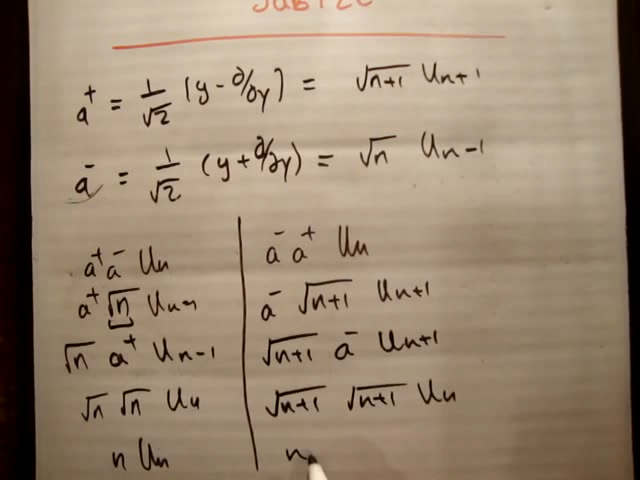 a⁺ = 1/√2 (y - ∂/∂y) = √n+1 Un+1
a⁻ = 1/√2 (y + ∂/∂y) = √n Un-1
a⁺ a⁻ Un
a⁺ √n Un-1
√n a⁺ Un-1
√n √n Un
n Un
a⁻ a⁺ Un
a⁻ √n+1 Un+1
√n+1 a⁻ Un+1
√n+1 √n+1 Un
n